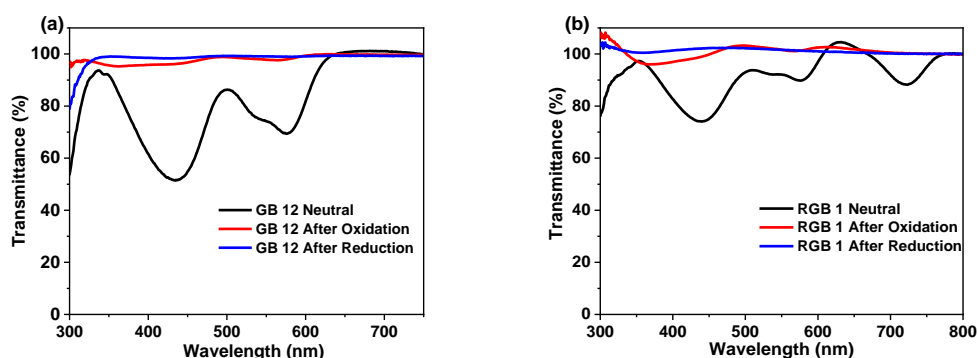 (a)
100
80
60
40
20
0
Transmittance (%)
GB 12 Neutral
GB 12 After Oxidation
GB 12 After Reduction
300 400 500 600 700
Wavelength (nm)
(b)
100
80
60
40
20
0
Transmittance (%)
RGB 1 Neutral
RGB 1 After Oxidation
RGB 1 After Reduction
300 400 500 600 700 800
Wavelength (nm)